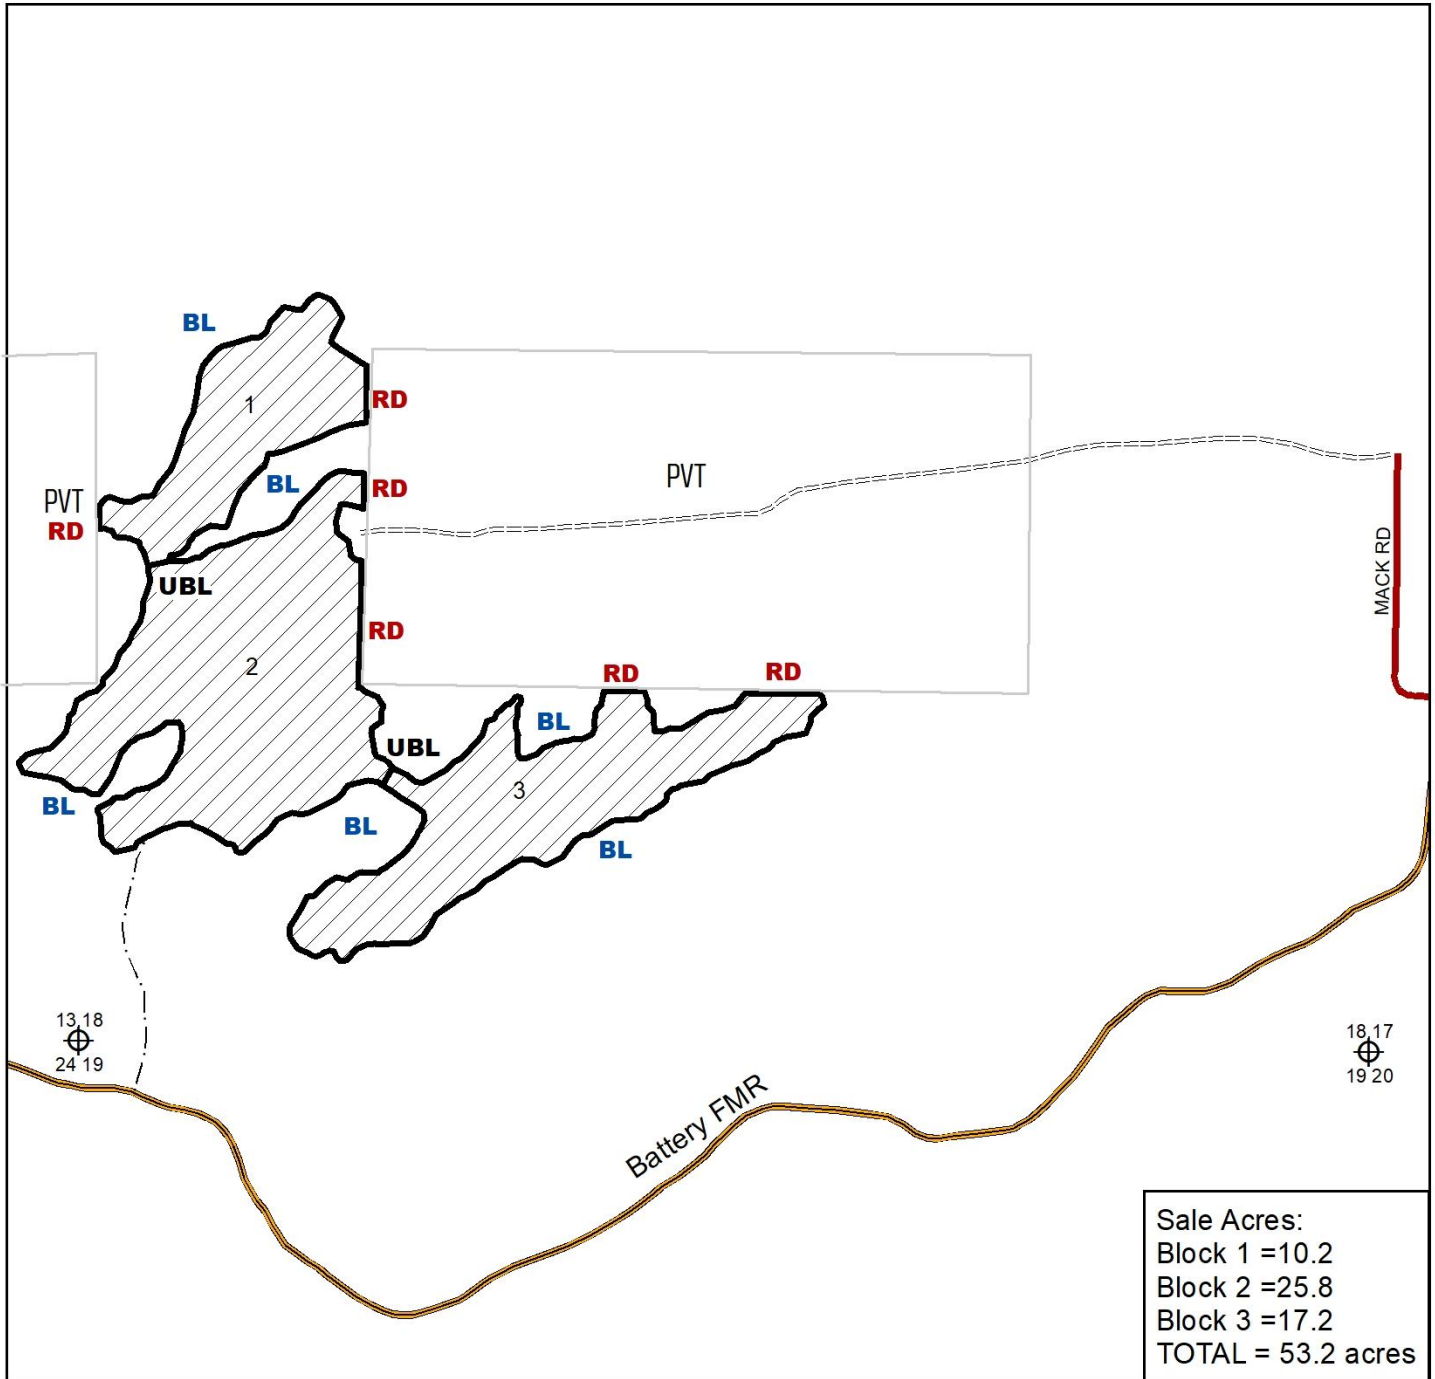 BL
1
RD
BL
RD
PVT
RD
PVT
MACK RD
UBL
RD
2
RD
RD
BL
UBL
3
BL
BL
BL
13 18
24 19
18 17
19 20
Battery FMR
Sale Acres:
Block 1 =10.2
Block 2 =25.8
Block 3 =17.2
TOTAL = 53.2 acres